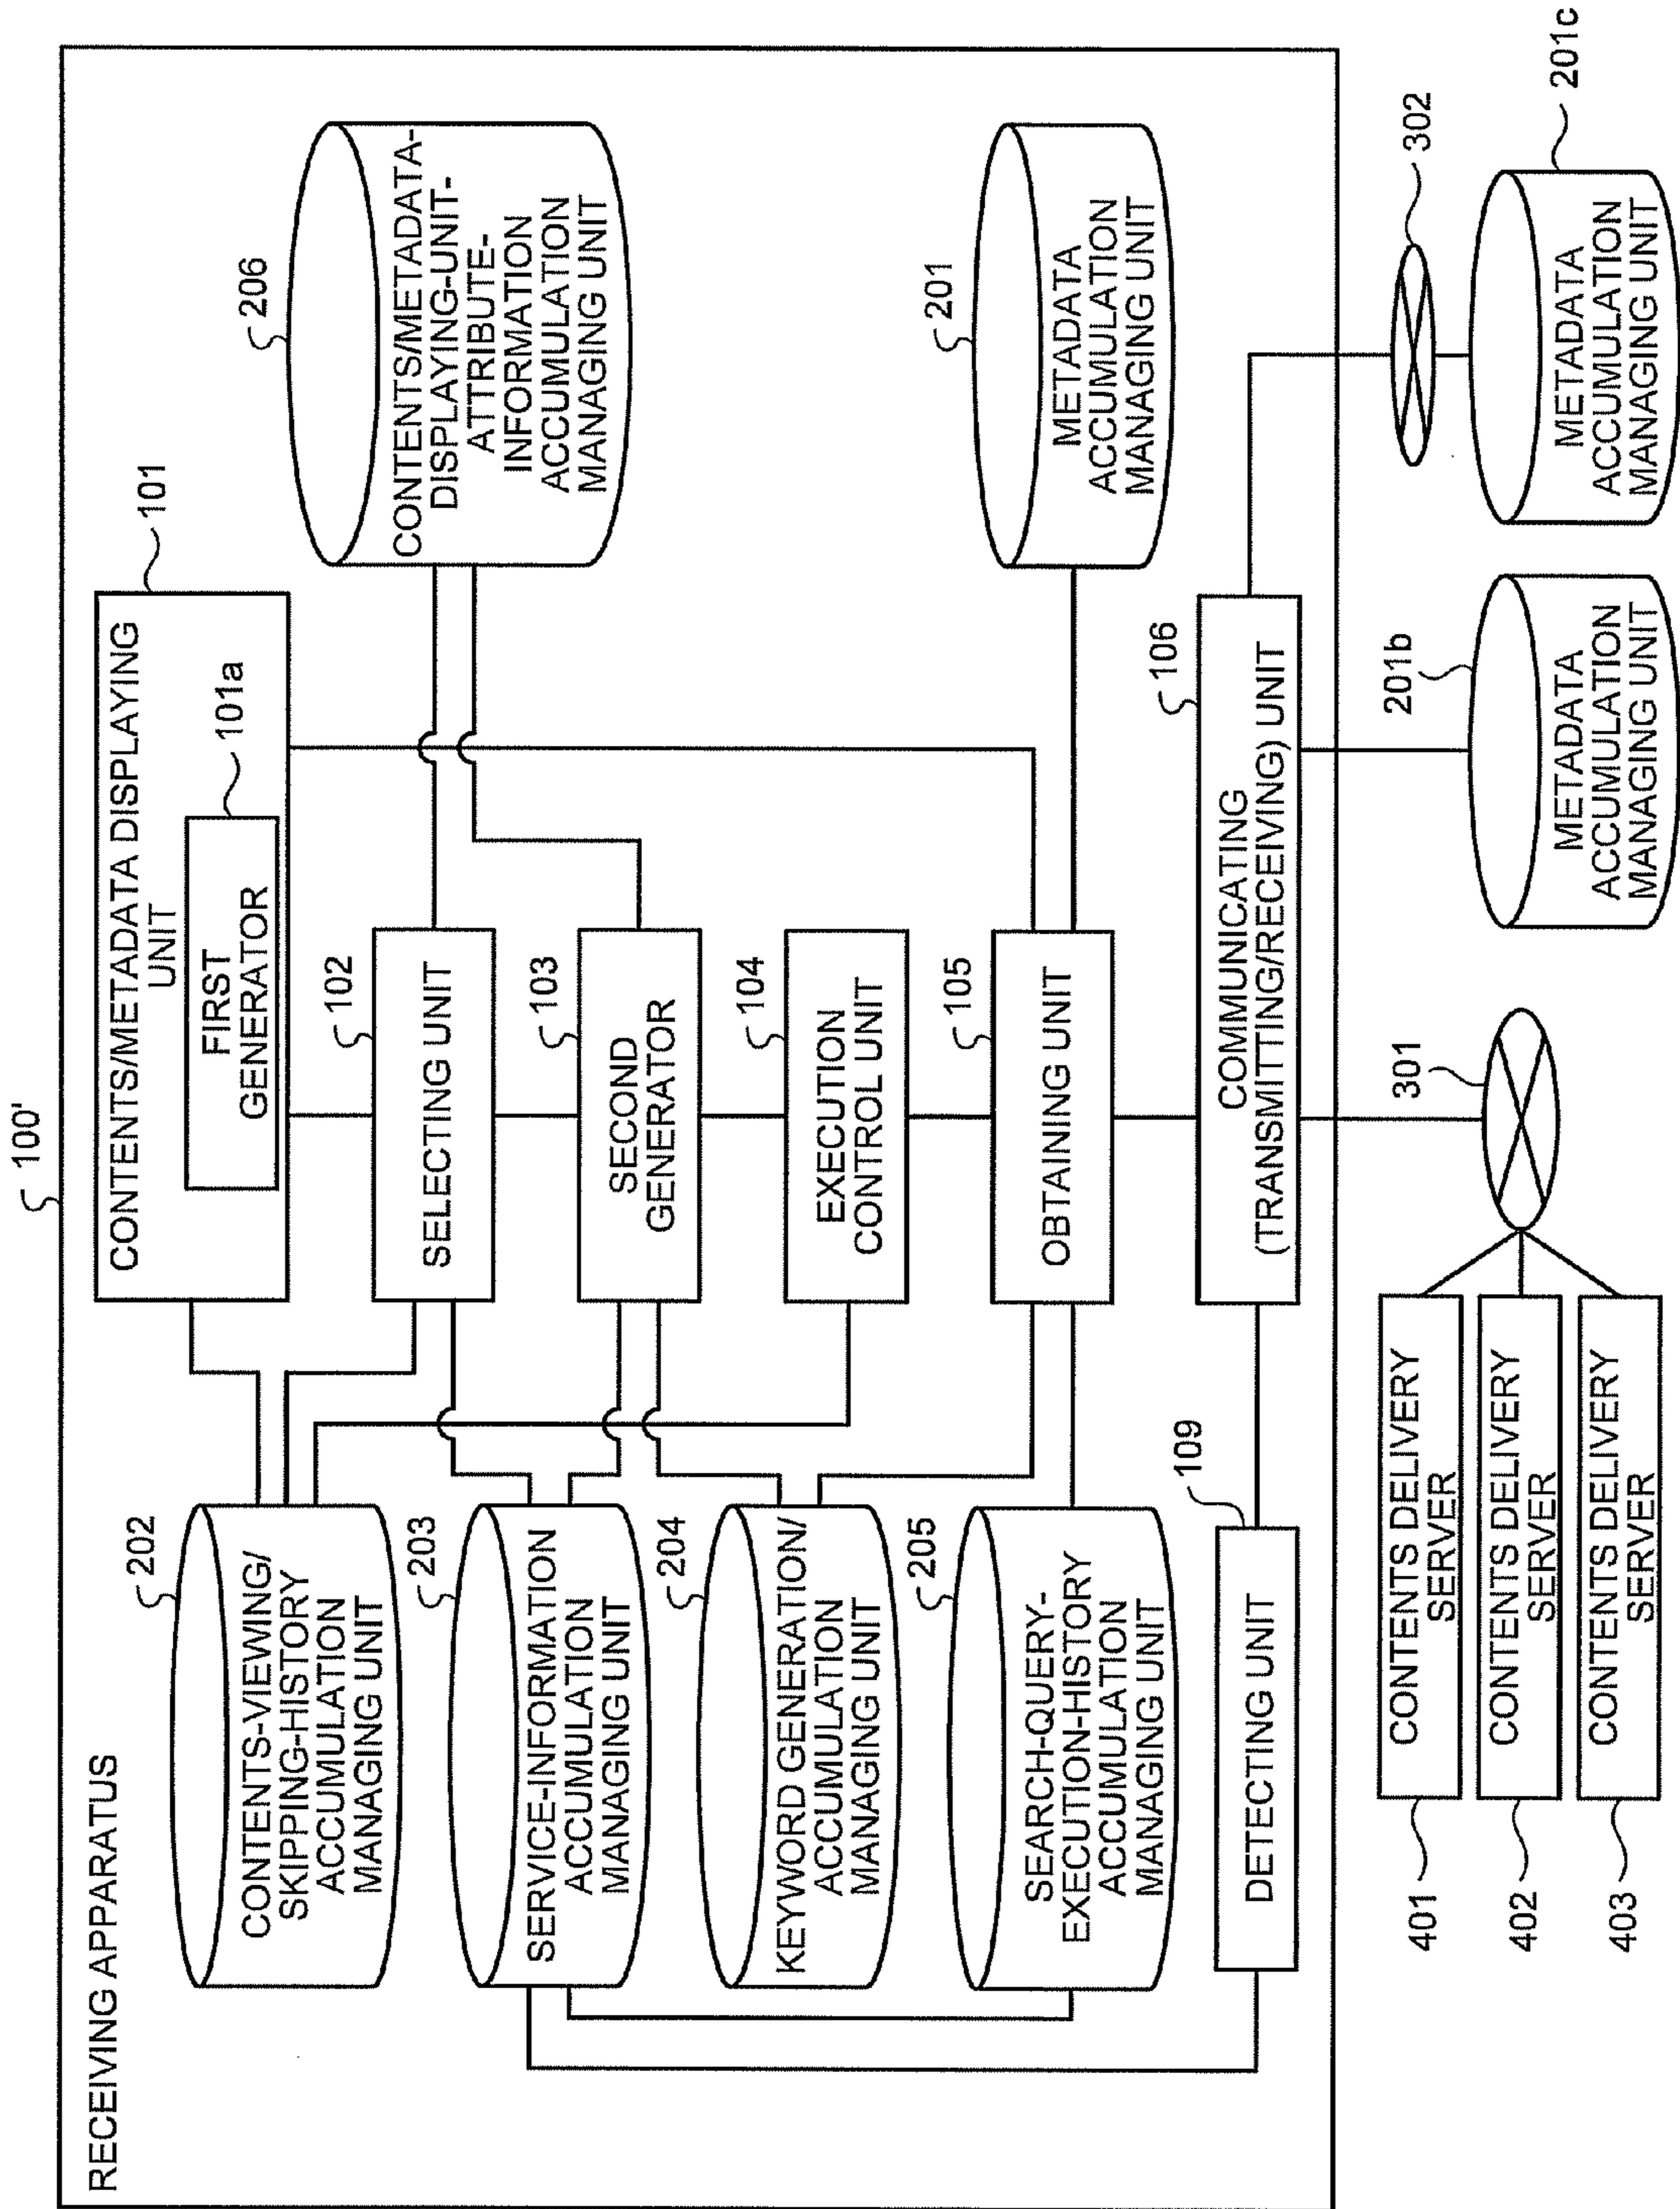 100'
RECEIVING APPARATUS
202
CONTENTS-VIEWING/
SKIPPING-HISTORY
ACCUMULATION
MANAGING UNIT
203
SERVICE-INFORMATION
ACCUMULATION
MANAGING UNIT
204
KEYWORD GENERATION/
ACCUMULATION
MANAGING UNIT
205
SEARCH-QUERY-
EXECUTION-HISTORY
ACCUMULATION
MANAGING UNIT
109
DETECTING UNIT
101
CONTENTS/METADATA DISPLAYING
UNIT
101a
FIRST
GENERATOR
102
SELECTING UNIT
103
SECOND
GENERATOR
104
EXECUTION
CONTROL UNIT
105
OBTAINING UNIT
106
COMMUNICATING
(TRANSMITTING/RECEIVING) UNIT
206
CONTENTS/METADATA-
DISPLAYING-UNIT-
ATTRIBUTE-
INFORMATION
ACCUMULATION
MANAGING UNIT
201
METADATA
ACCUMULATION
MANAGING UNIT
401
CONTENTS DELIVERY
SERVER
402
CONTENTS DELIVERY
SERVER
403
CONTENTS DELIVERY
SERVER
301
201b
METADATA
ACCUMULATION
MANAGING UNIT
302
201c
METADATA
ACCUMULATION
MANAGING UNIT